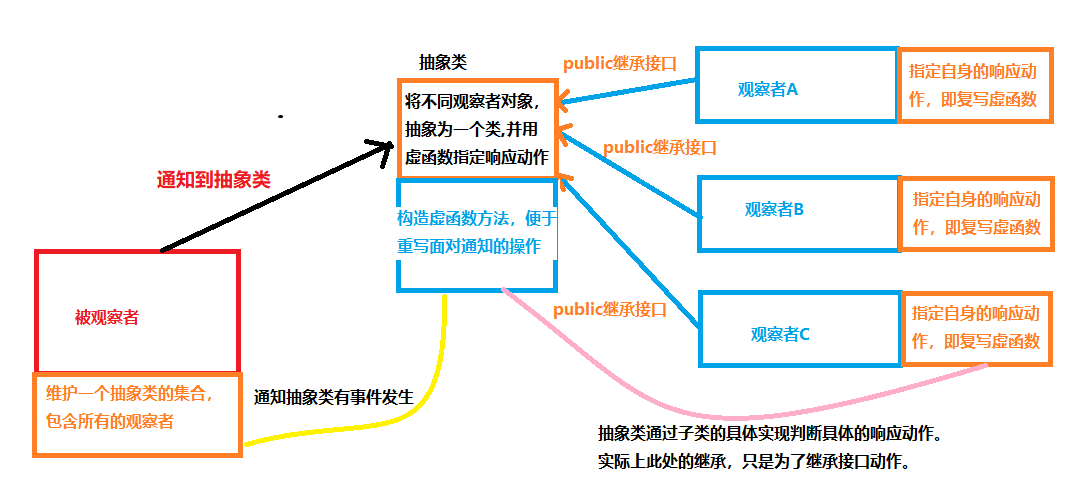 抽象类
将不同观察者对象，
抽象为一个类,并用
虚函数指定响应动作
构造虚函数方法，便于
重写面对通知的操作
通知到抽象类
被观察者
维护一个抽象类的集合，
包含所有的观察者
通知抽象类有事件发生
public继承接口
观察者A
指定自身的响应动
作，即复写虚函数
public继承接口
观察者B
指定自身的响应动
作，即复写虚函数
public继承接口
观察者C
指定自身的响应动
作，即复写虚函数
抽象类通过子类的具体实现判断具体的响应动作。
实际上此处的继承，只是为了继承接口动作。